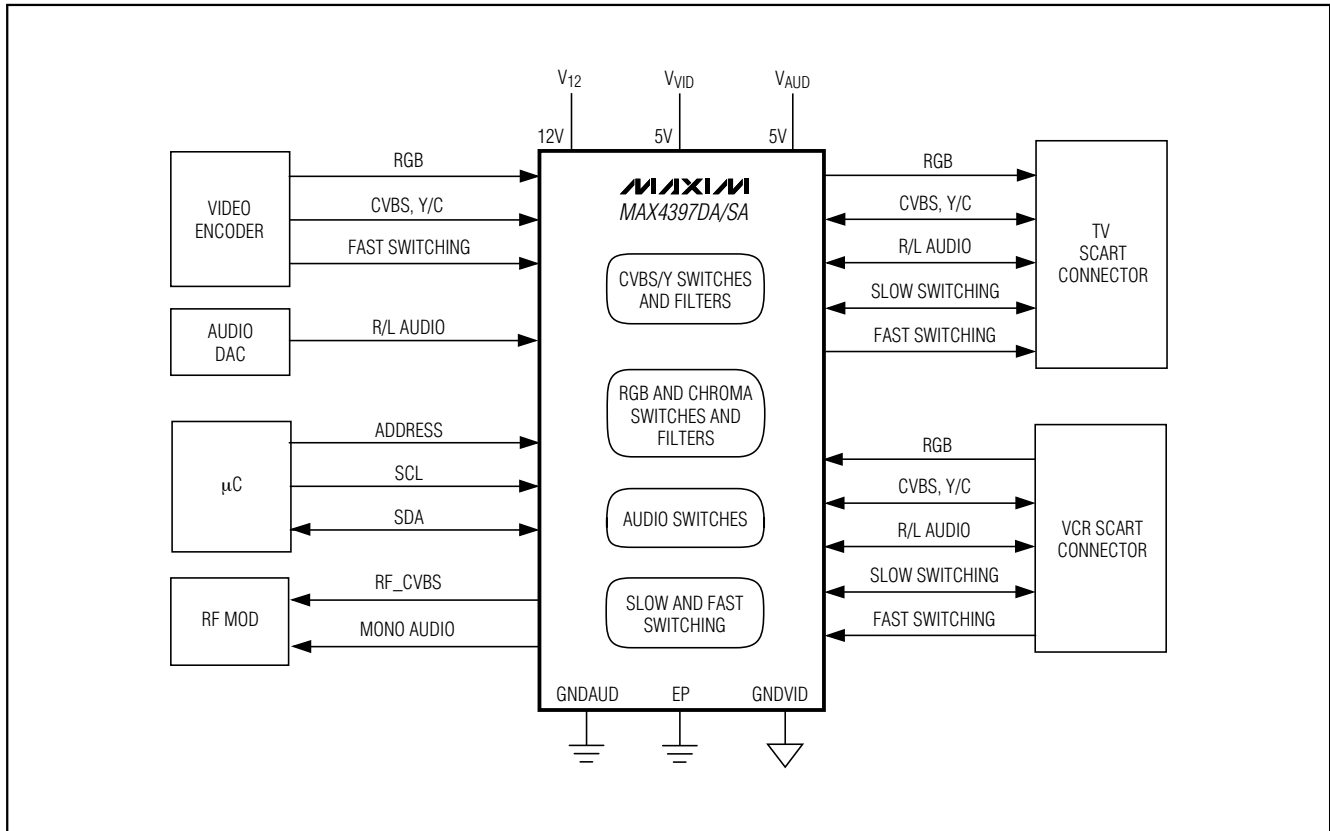 V12
VVID
VAUD
12V
5V
5V
VIDEO
ENCODER
RGB
CVBS, Y/C
FAST SWITCHING
AUDIO
DAC
R/L AUDIO
μC
ADDRESS
SCL
SDA
RF MOD
RF_CVBS
MONO AUDIO
MAXIM
MAX4397DA/SA
CVBS/Y SWITCHES
AND FILTERS
RGB AND CHROMA
SWITCHES AND
FILTERS
AUDIO SWITCHES
SLOW AND FAST
SWITCHING
GNDAUD
EP
GNDVID
RGB
CVBS, Y/C
R/L AUDIO
SLOW SWITCHING
FAST SWITCHING
TV
SCART
CONNECTOR
RGB
CVBS, Y/C
R/L AUDIO
SLOW SWITCHING
FAST SWITCHING
VCR SCART
CONNECTOR